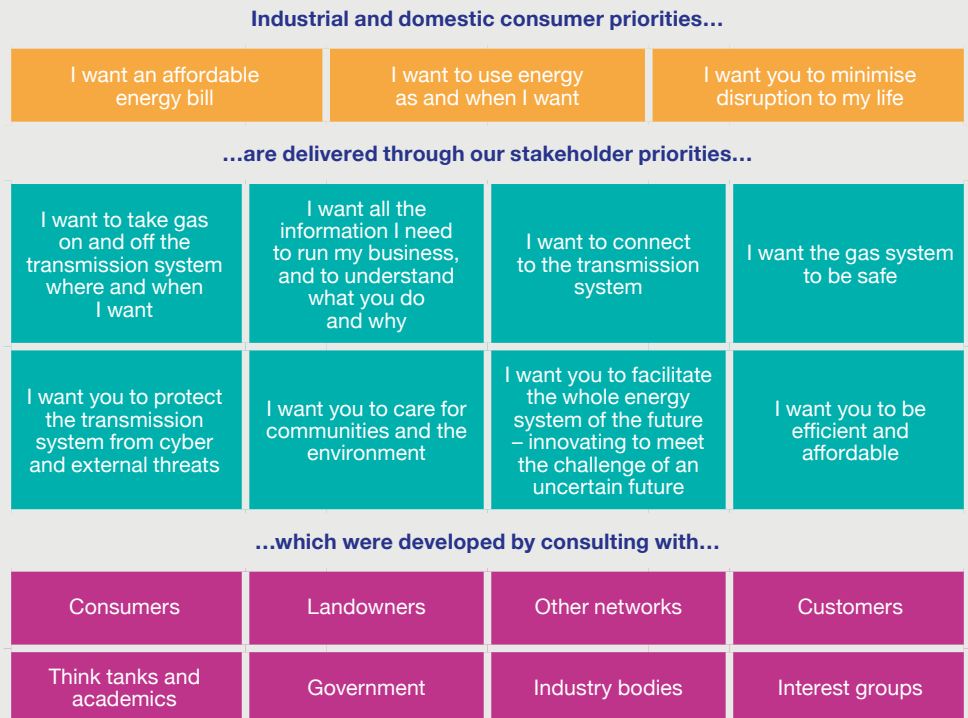 Industrial and domestic consumer priorities…
I want an affordable
energy bill
I want to use energy
as and when I want
I want you to minimise
disruption to my life
…are delivered through our stakeholder priorities…
I want to take gas
on and off the
transmission system
where and when
I want
I want all the
information I need
to run my business,
and to understand
what you do
and why
I want to connect
to the transmission
system
I want the gas system
to be safe
I want you to protect
the transmission
system from cyber
and external threats
I want you to care for
communities and the
environment
I want you to facilitate
the whole energy
system of the future
– innovating to meet
the challenge of an
uncertain future
I want you to be
efficient and
affordable
…which were developed by consulting with…
Consumers
Landowners
Other networks
Customers
Think tanks and
academics
Government
Industry bodies
Interest groups